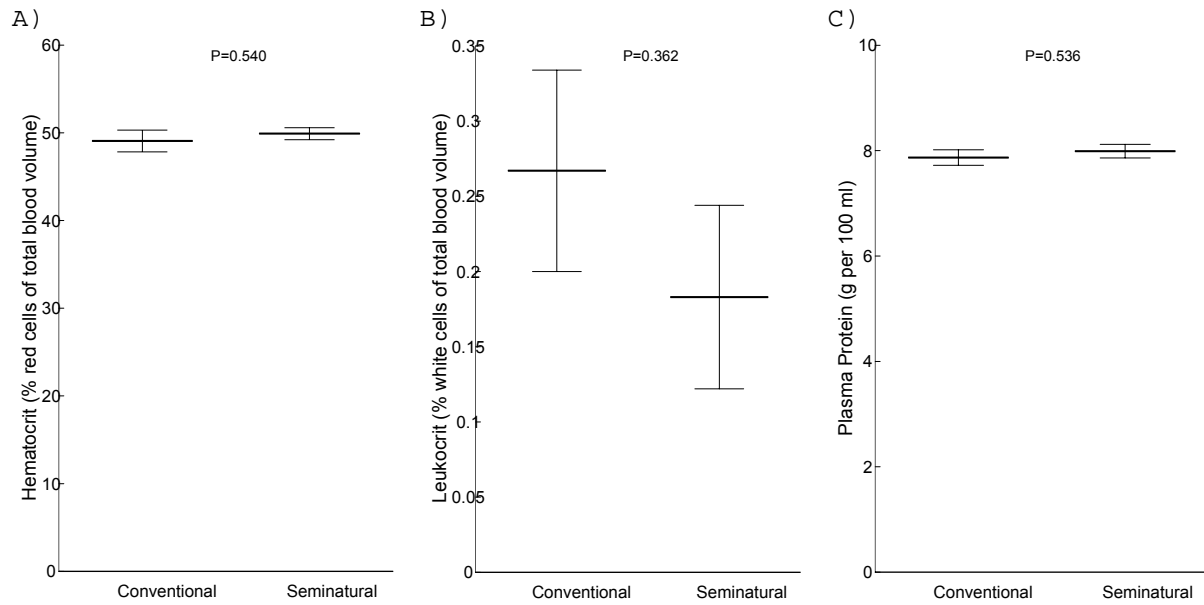 A)
Hematocrit (% red cells of total blood volume)
60
50
40
30
20
10
0
P=0.540
Conventional
Seminatural
B)
Leukocrit (% white cells of total blood volume)
0.35
0.3
0.25
0.2
0.15
0.1
0.05
0
P=0.362
Conventional
Seminatural
C)
Plasma Protein (g per 100 ml)
10
8
6
4
2
0
P=0.536
Conventional
Seminatural